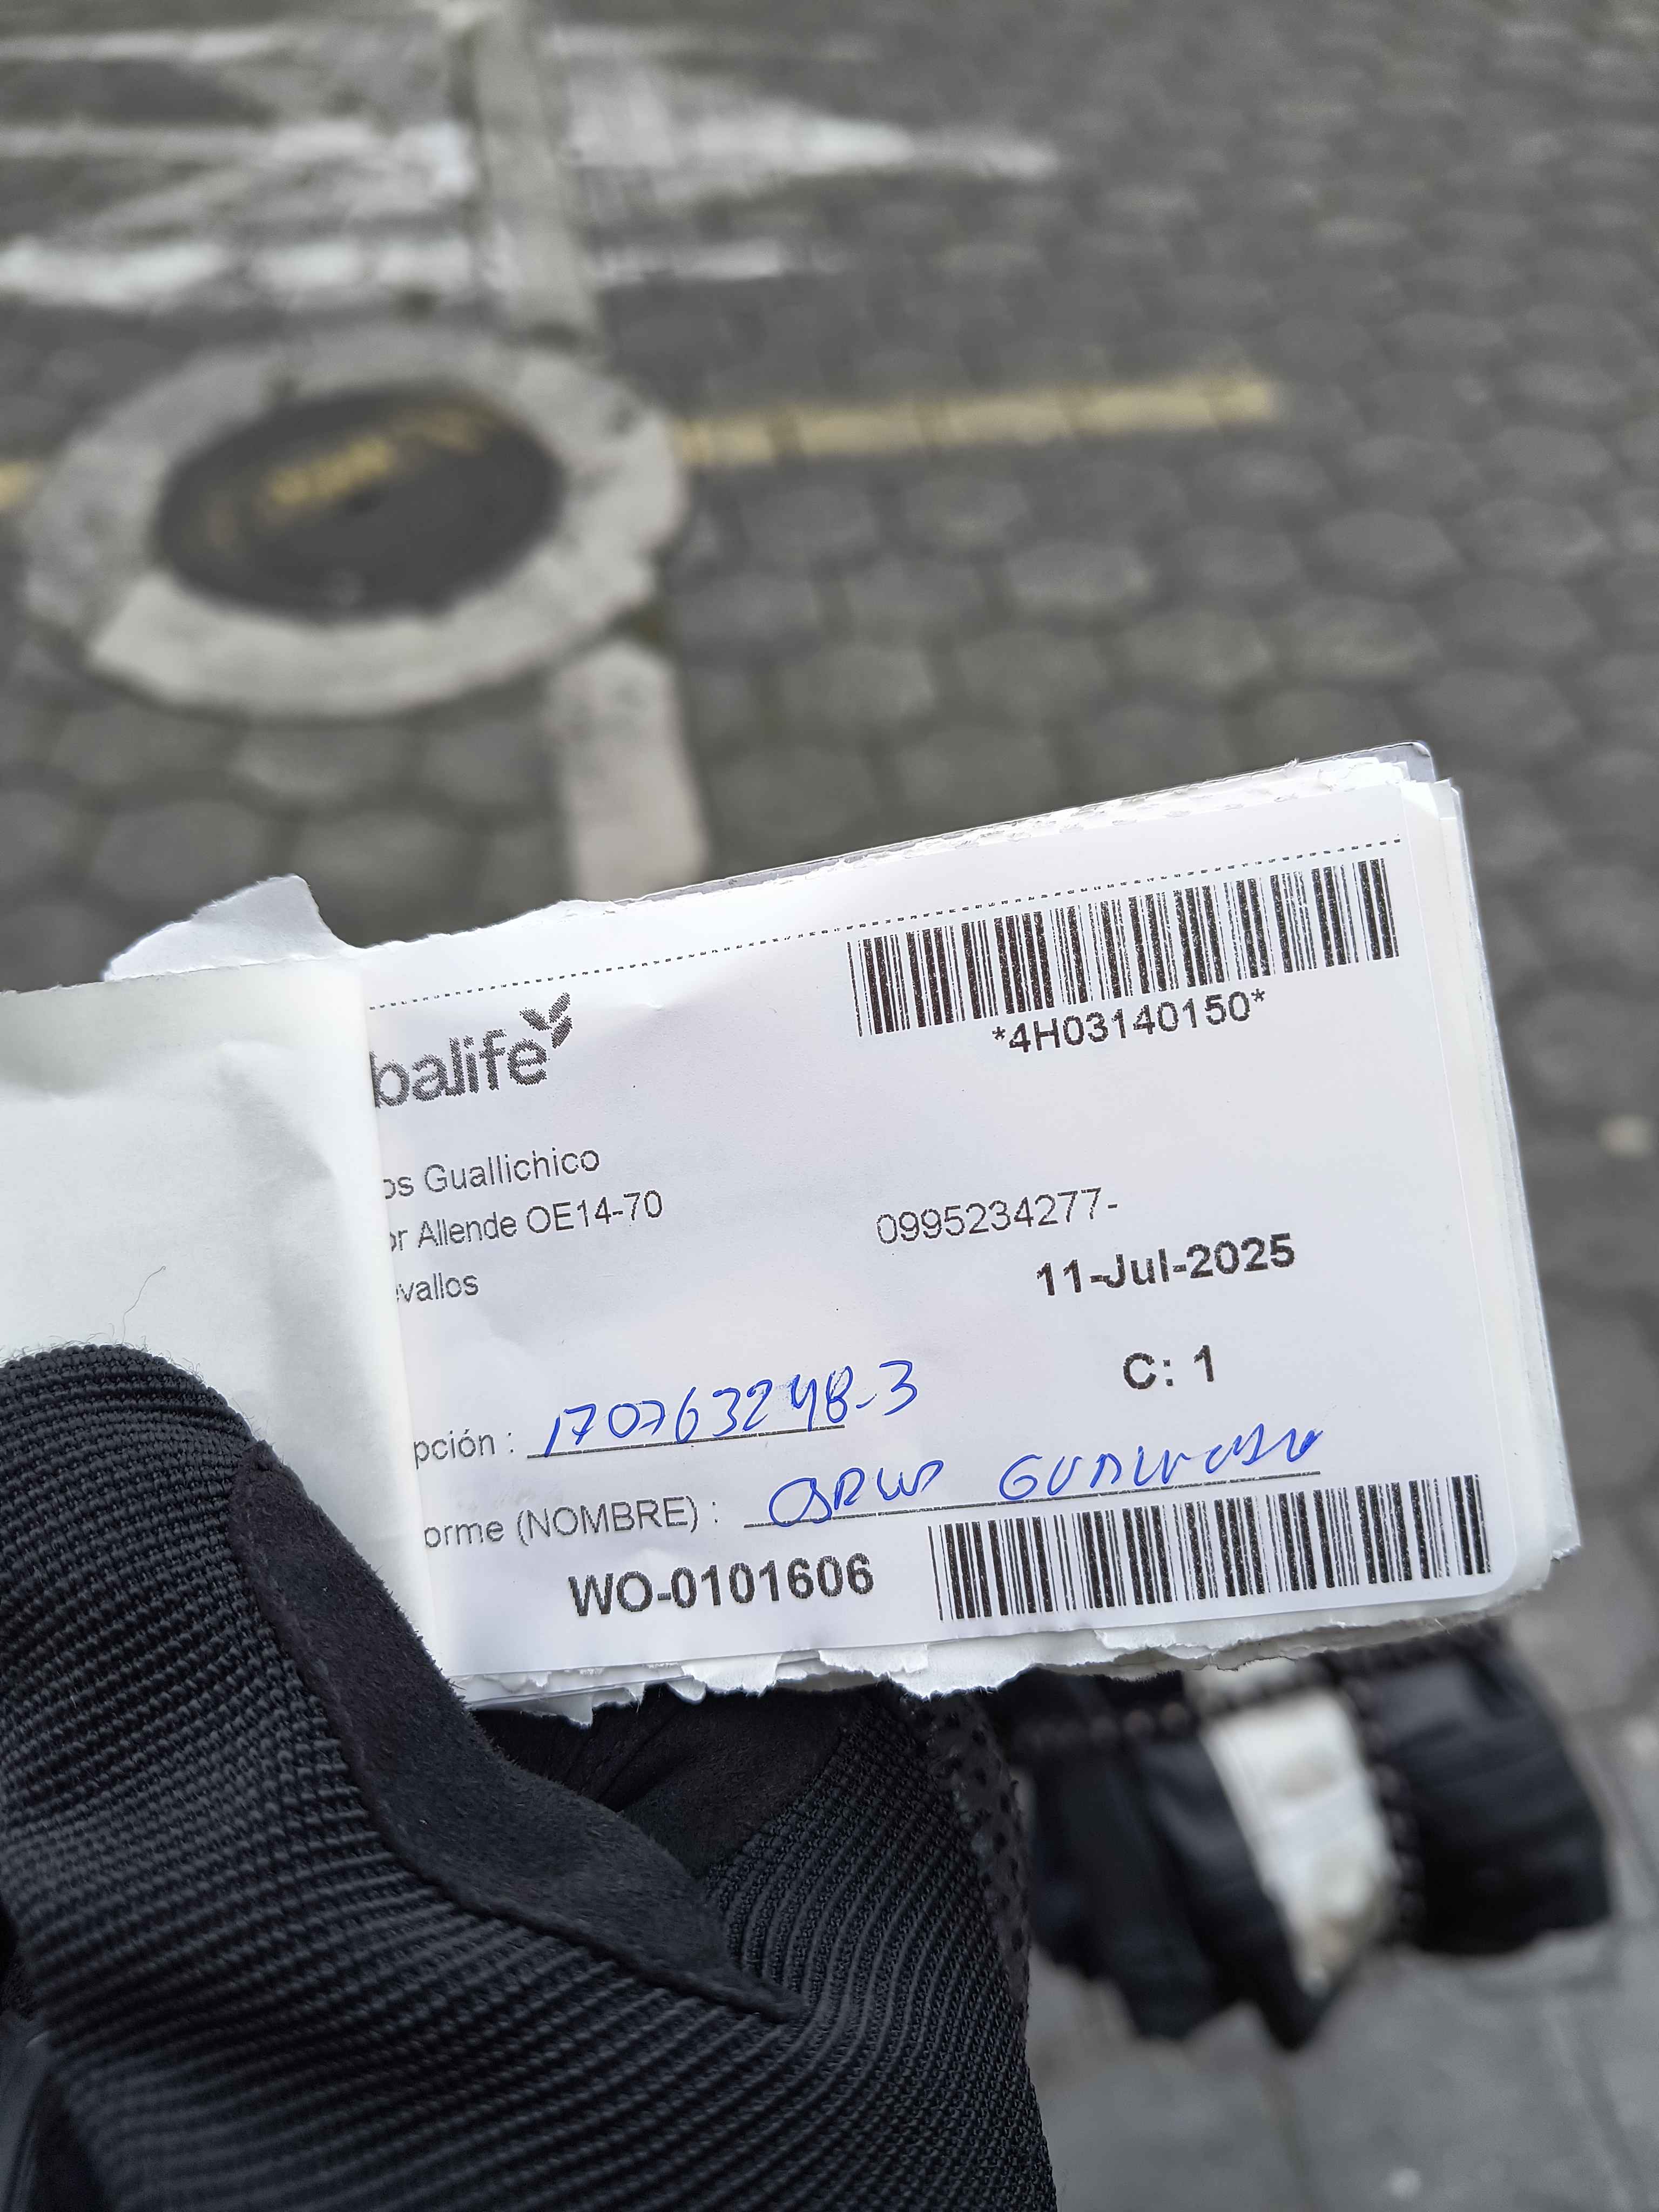 *4H03140150*
balife
os Guallichico
or Allende OE14-70
0995234277-
evallos
11-Jul-2025
C: 1
pción : 170763248-3
orme (NOMBRE) :
WO-0101606